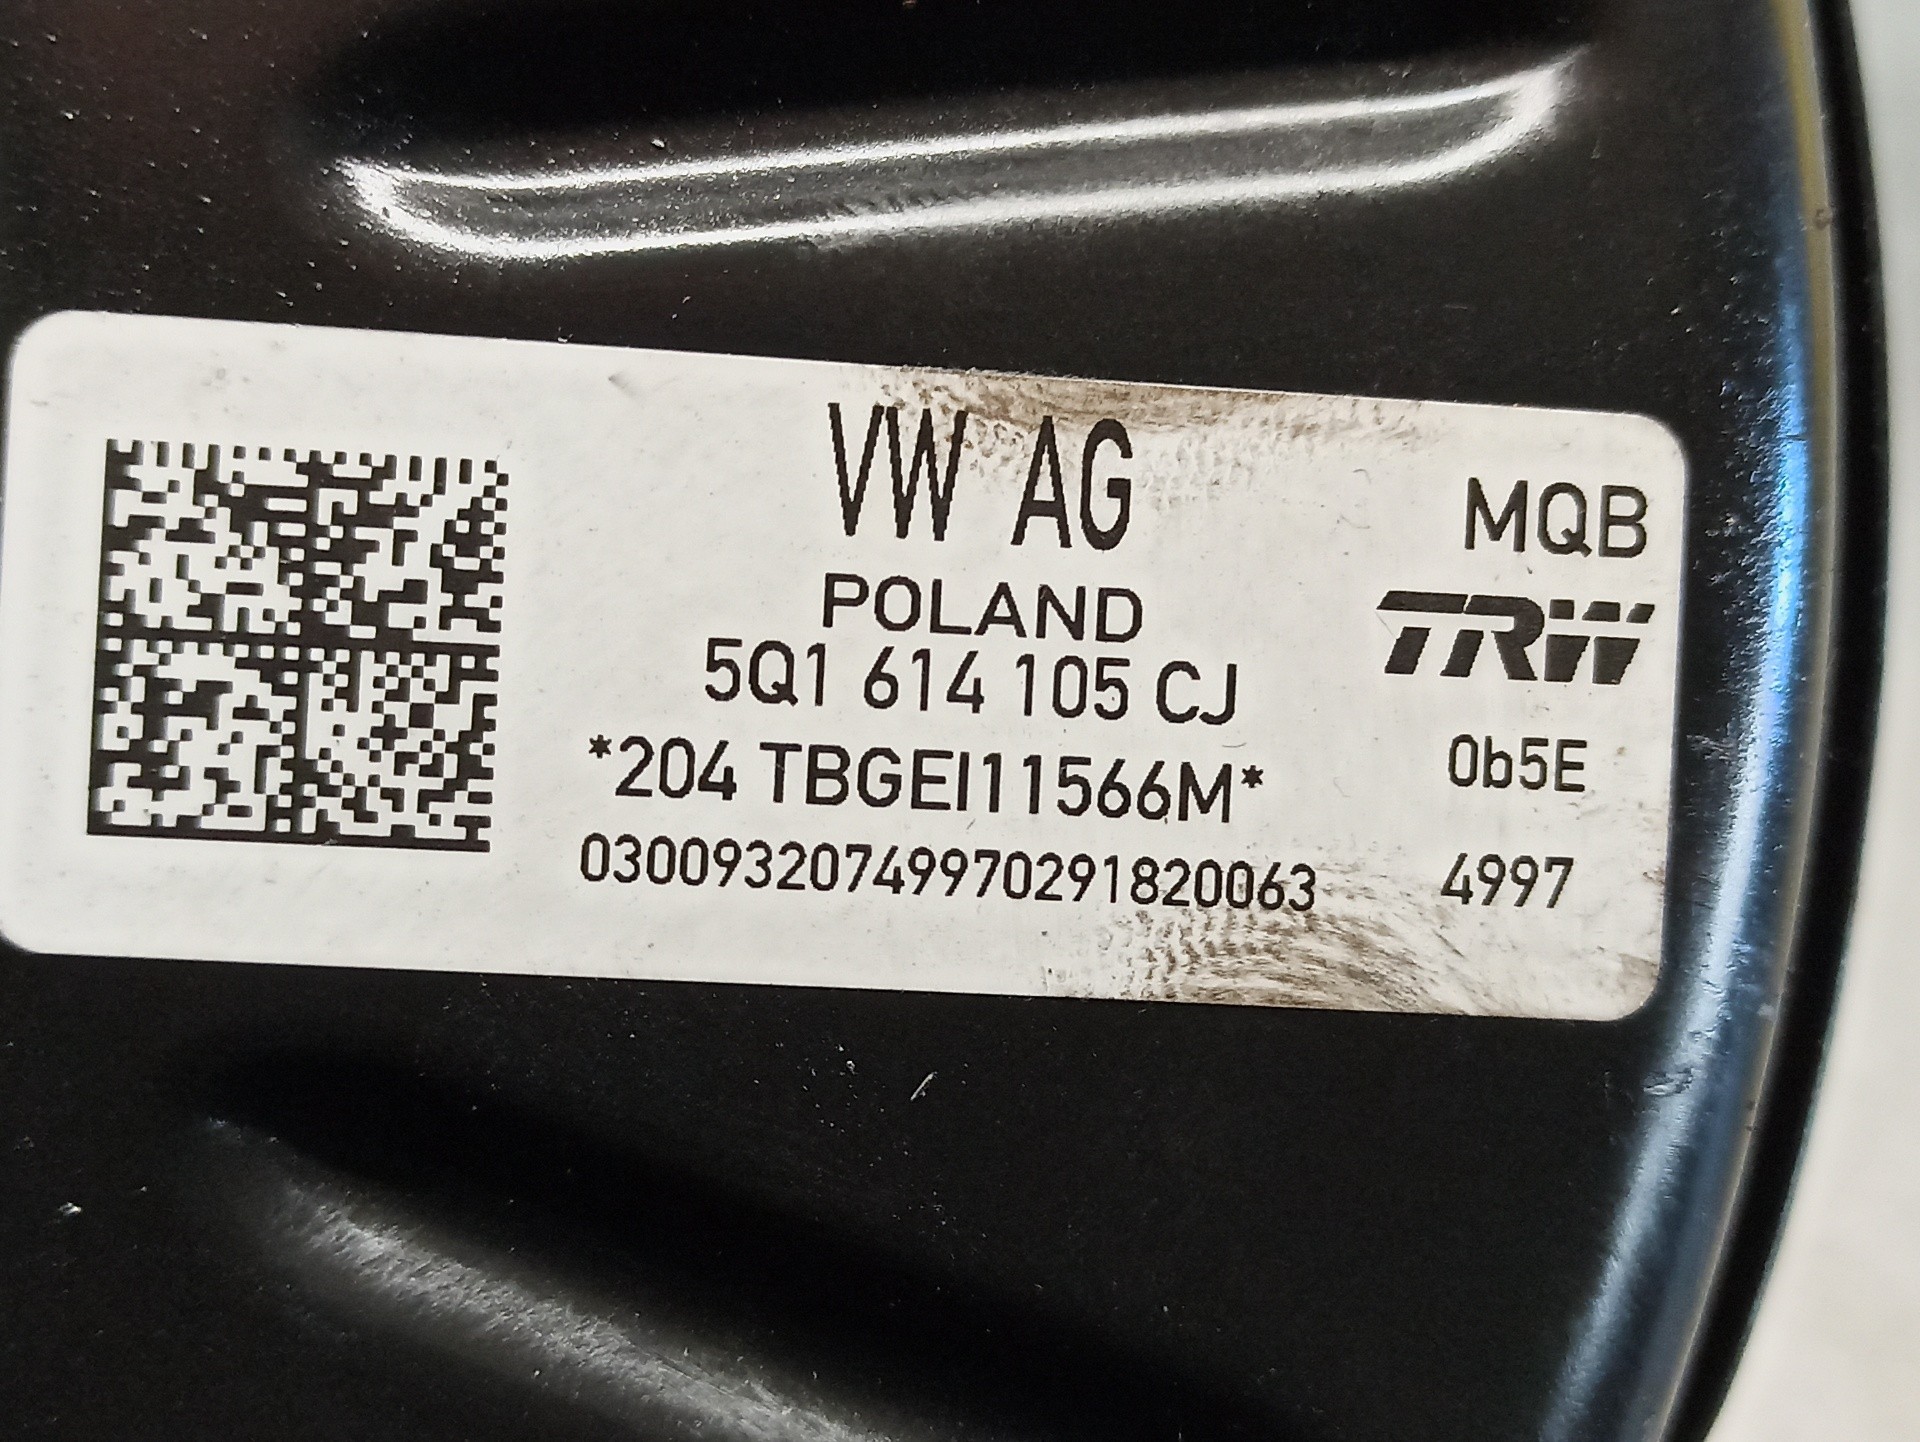 VW AG
POLAND
5Q1 614 105 CJ
*204 TBGEI11566M*
03009320749970291820063
MQB
TRW
0b5E
4997